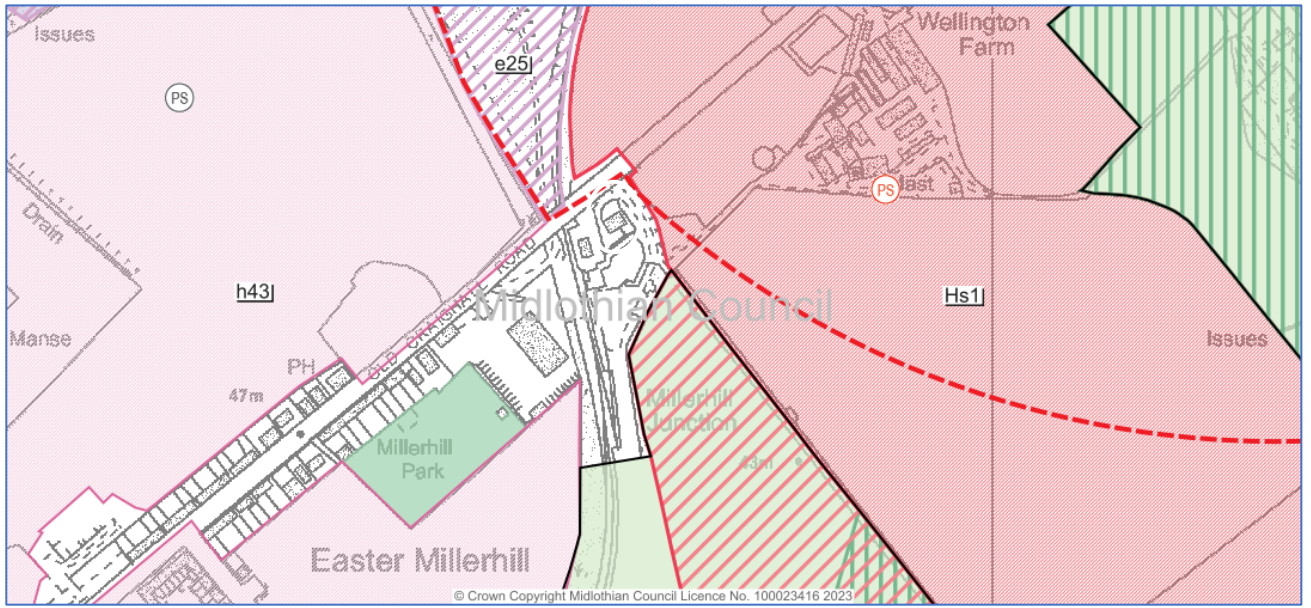 Issues
PS
e25
Wellington
Farm
PS
Mast
Drain
h43
Midlothian Council
Hs1
Manse
Issues
OLD CRAIGHALL ROAD
PH
47m
Millerhill
Junction
43m
Millerhill
Park
Easter Millerhill
© Crown Copyright Midlothian Council Licence No. 100023416 2023